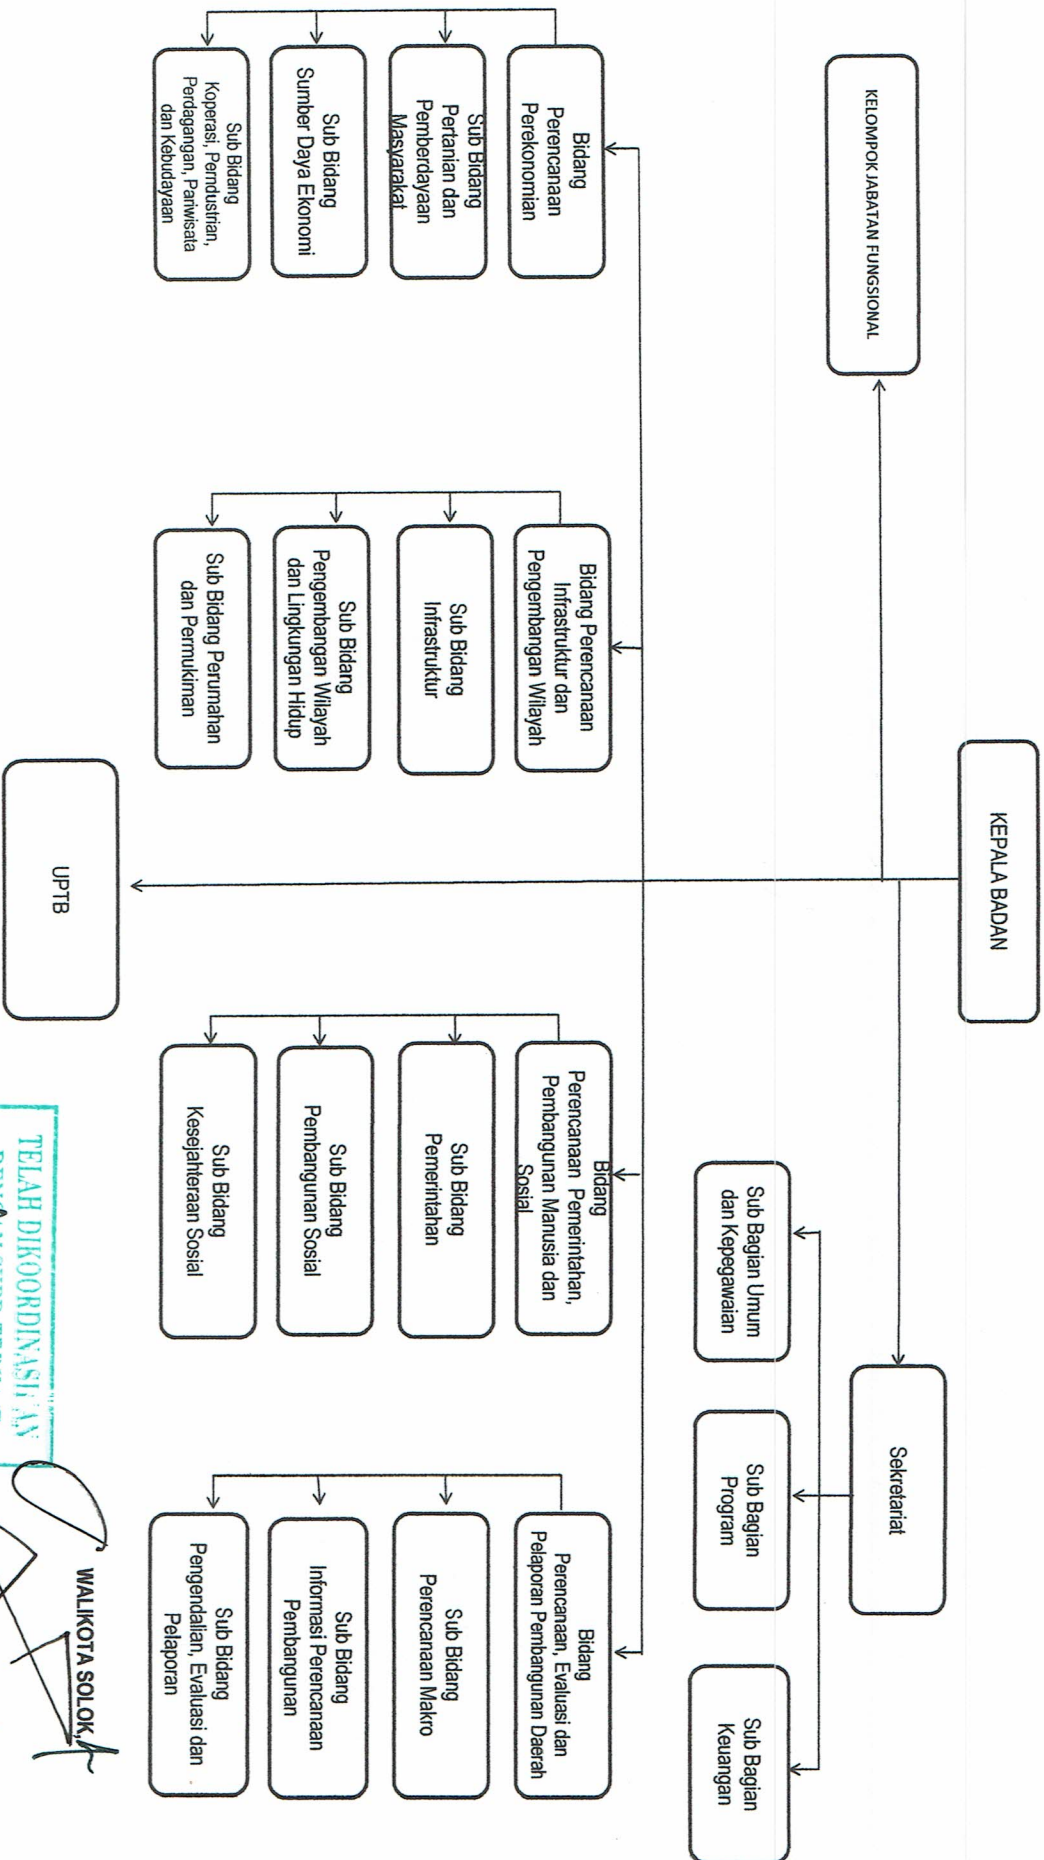 KEPALA BADAN
KELOMPOK JABATAN FUNGSIONAL
Sekretariat
Sub Bagian Umum
dan Kepegawaian
Sub Bagian
Program
Sub Bagian
Keuangan
Bidang
Perencanaan
Perekonomian
Sub Bidang
Pertanian dan
Pemberdayaan
Masyarakat
Sub Bidang
Sumber Daya Ekonomi
Sub Bidang
Koperasi, Perndustrian,
Perdagangan, Pariwisata
dan Kebudayaan
Bidang Perencanaan
Infrastruktur dan
Pengembangan Wilayah
Sub Bidang
Infrastruktur
Sub Bidang
Pengembangan Wilayah
dan Lingkungan Hidup
Sub Bidang Perumahan
dan Permukiman
Bidang
Perencanaan Pemerintahan,
Pembangunan Manusia dan
Sosial
Sub Bidang
Pemerintahan
Sub Bidang
Pembangunan Sosial
Sub Bidang
Kesejahteraan Sosial
Bidang
Perencanaan, Evaluasi dan
Pelaporan Pembangunan Daerah
Sub Bidang
Perencanaan Makro
Sub Bidang
Informasi Perencanaan
Pembangunan
Sub Bidang
Pengendalian, Evaluasi dan
Pelaporan
UPTB
WALIKOTA SOLOK,
TELAH DIKOORDINASIKAN